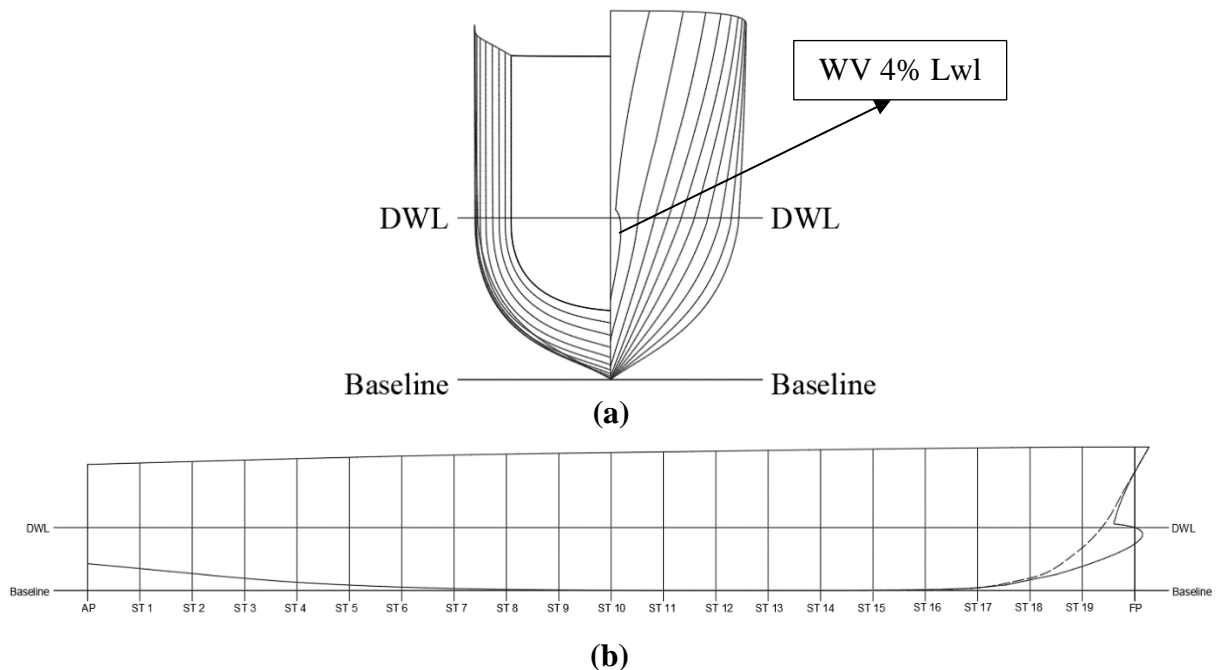 WV 4% Lwl
DWL DWL
Baseline Baseline
(a)
DWL DWL
Baseline Baseline
AP ST 1 ST 2 ST 3 ST 4 ST 5 ST 6 ST 7 ST 8 ST 9 ST 10 ST 11 ST 12 ST 13 ST 14 ST 15 ST 16 ST 17 ST 18 ST 19 FP
(b)